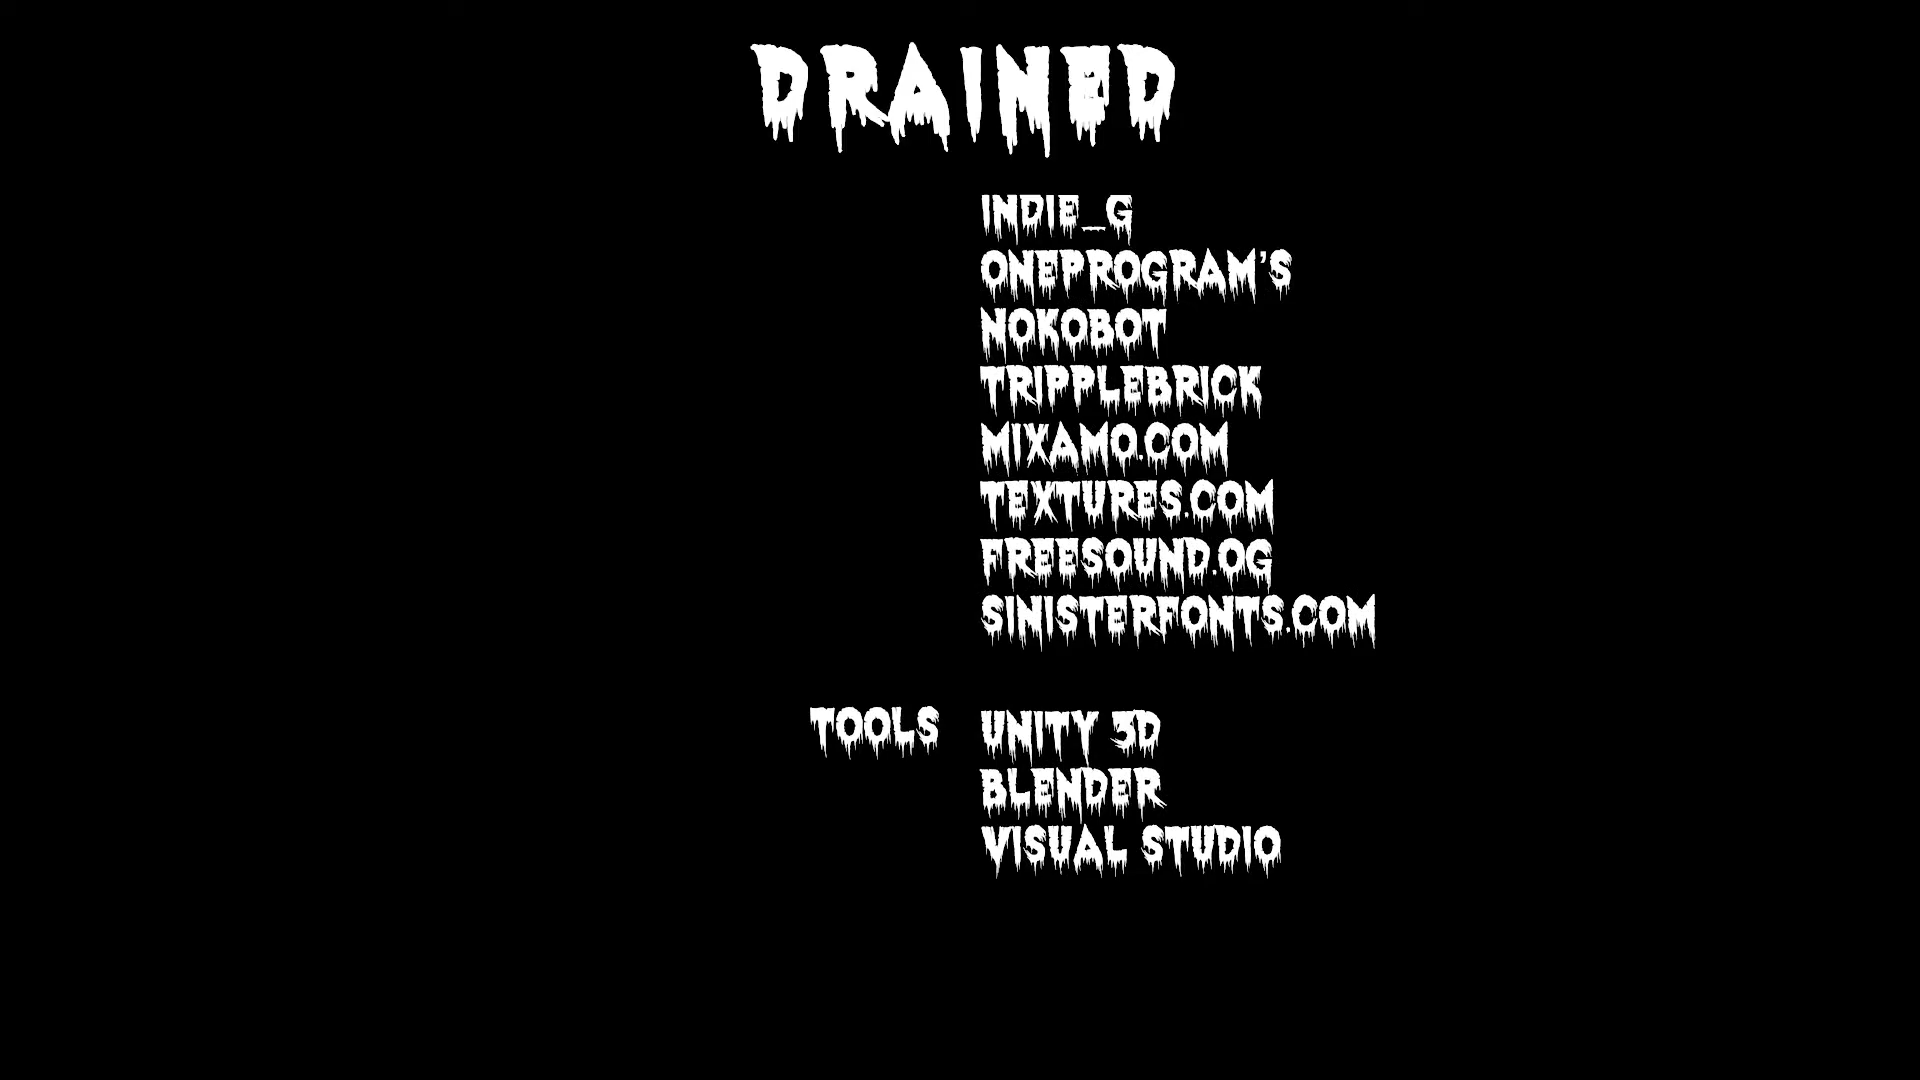 DRAINED
INDIE_G
ONEPROGRAM'S
NOKOBOT
TRIPPLEBRICK
MIXAMO.COM
TEXTURES.COM
FREESOUND.OG
SINISTERFONTS.COM
TOOLS UNITY 3D
BLENDER
VISUAL STUDIO